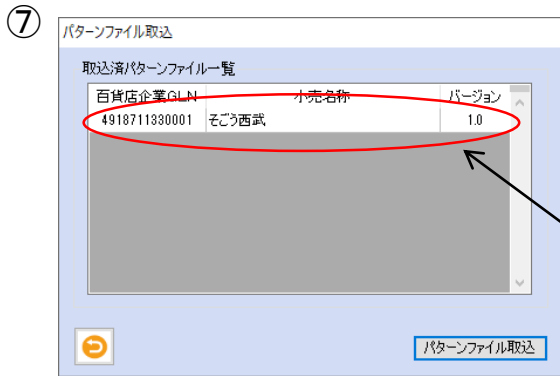 ⑦
パターンファイル取込
取込済パターンファイル一覧
百貨店企業GLN 小売名称 バージョン
4918711330001 そごう西武 1.0
パターンファイル取込